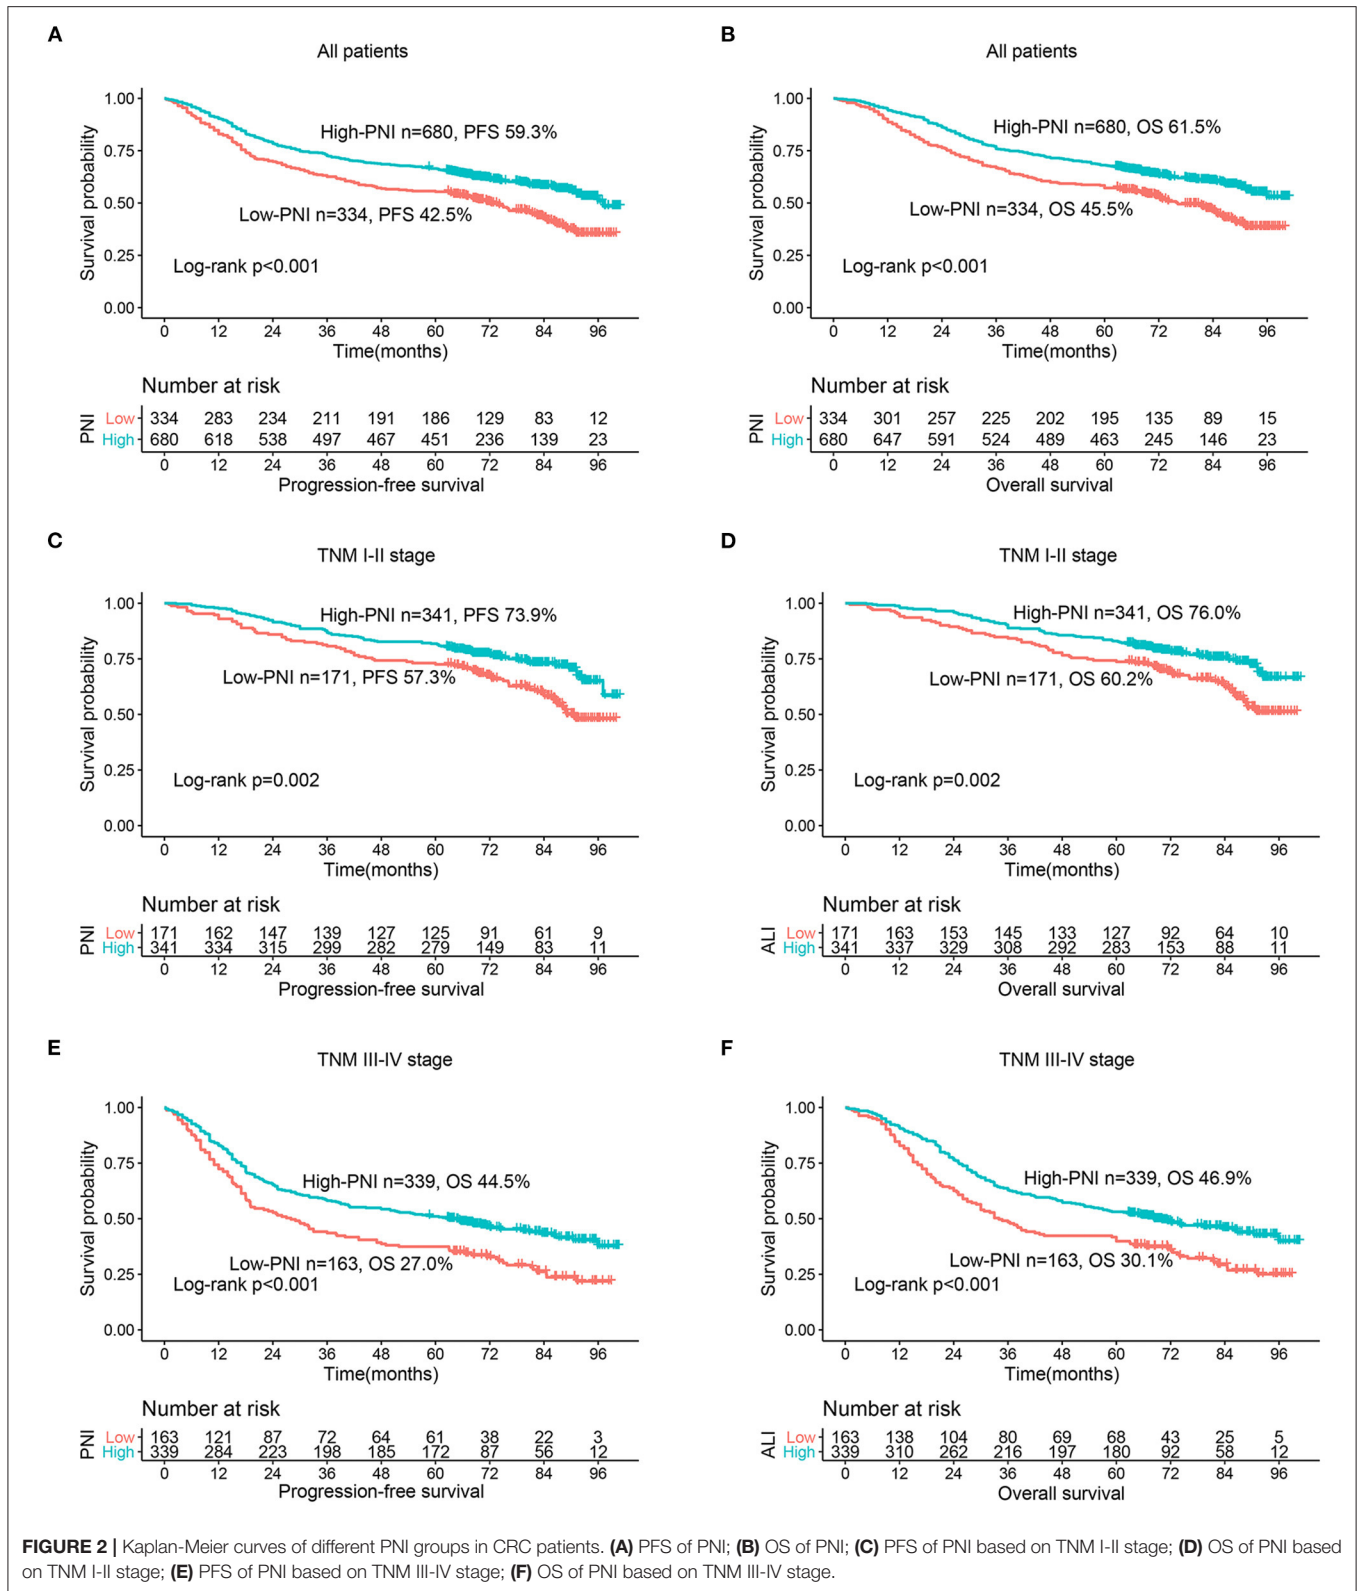 A
All patients
Survival probability
1.00
0.75
0.50
0.25
0.00
High-PNI n=680, PFS 59.3%
Low-PNI n=334, PFS 42.5%
Log-rank p<0.001
0 12 24 36 48 60 72 84 96
Time(months)
Number at risk
PNI
Low 334 283 234 211 191 186 129 83 12
High 680 618 538 497 467 451 236 139 23
0 12 24 36 48 60 72 84 96
Progression-free survival
B
All patients
Survival probability
1.00
0.75
0.50
0.25
0.00
High-PNI n=680, OS 61.5%
Low-PNI n=334, OS 45.5%
Log-rank p<0.001
0 12 24 36 48 60 72 84 96
Time(months)
Number at risk
PNI
Low 334 301 257 225 202 195 135 89 15
High 680 647 591 524 489 463 245 146 23
0 12 24 36 48 60 72 84 96
Overall survival
C
TNM I-II stage
Survival probability
1.00
0.75
0.50
0.25
0.00
High-PNI n=341, PFS 73.9%
Low-PNI n=171, PFS 57.3%
Log-rank p=0.002
0 12 24 36 48 60 72 84 96
Time(months)
Number at risk
PNI
Low 171 162 147 139 127 125 91 61 9
High 341 334 315 299 282 279 149 83 11
0 12 24 36 48 60 72 84 96
Progression-free survival
D
TNM I-II stage
Survival probability
1.00
0.75
0.50
0.25
0.00
High-PNI n=341, OS 76.0%
Low-PNI n=171, OS 60.2%
Log-rank p=0.002
0 12 24 36 48 60 72 84 96
Time(months)
Number at risk
ALI
Low 171 163 153 145 133 127 92 64 10
High 341 337 329 308 292 283 153 88 11
0 12 24 36 48 60 72 84 96
Overall survival
E
TNM III-IV stage
Survival probability
1.00
0.75
0.50
0.25
0.00
High-PNI n=339, OS 44.5%
Low-PNI n=163, OS 27.0%
Log-rank p<0.001
0 12 24 36 48 60 72 84 96
Time(months)
Number at risk
PNI
Low 163 121 87 72 64 61 38 22 3
High 339 284 223 198 185 172 87 56 12
0 12 24 36 48 60 72 84 96
Progression-free survival
F
TNM III-IV stage
Survival probability
1.00
0.75
0.50
0.25
0.00
High-PNI n=339, OS 46.9%
Low-PNI n=163, OS 30.1%
Log-rank p<0.001
0 12 24 36 48 60 72 84 96
Time(months)
Number at risk
ALI
Low 163 138 104 80 69 68 43 25 5
High 339 310 262 216 197 180 92 58 12
0 12 24 36 48 60 72 84 96
Overall survival
FIGURE 2 | Kaplan-Meier curves of different PNI groups in CRC patients. (A) PFS of PNI; (B) OS of PNI; (C) PFS of PNI based on TNM I-II stage; (D) OS of PNI based
on TNM I-II stage; (E) PFS of PNI based on TNM III-IV stage; (F) OS of PNI based on TNM III-IV stage.